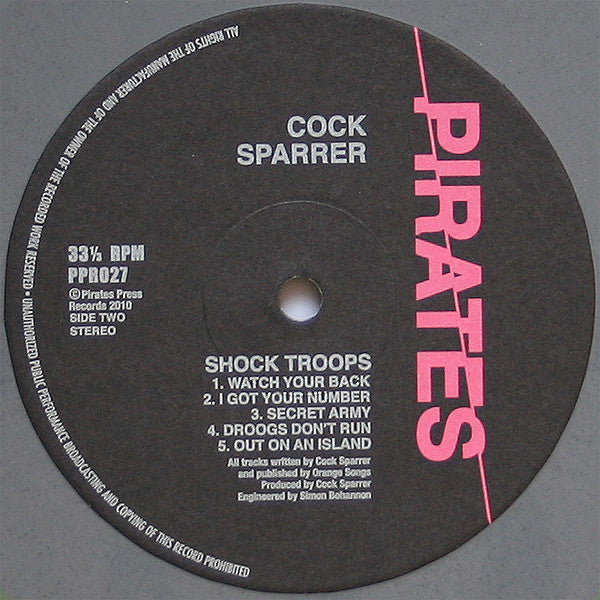 COCK
SPARRER
PIRATES
33⅓ RPM
PPR027
©Pirates Press
Records 2010
SIDE TWO
STEREO
SHOCK TROOPS
1. WATCH YOUR BACK
2. I GOT YOUR NUMBER
3. SECRET ARMY
4. DROOGS DON'T RUN
5. OUT ON AN ISLAND
All tracks written by Cock Sparrer
and published by Orange Songs
Produced by Cock Sparrer
Engineered by Simon Bohannon
ALL RIGHTS OF THE MANUFACTURER AND OF THE OWNER OF THE RECORDED WORK RESERVED • UNAUTHORIZED PUBLIC PERFORMANCE BROADCASTING AND COPYING OF THIS RECORD PROHIBITED